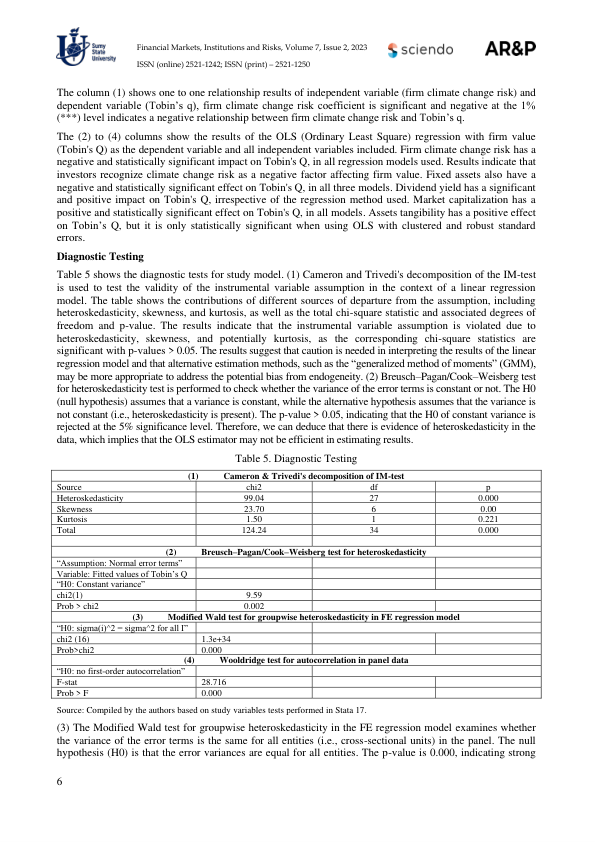 Sumy
State
University
Financial Markets, Institutions and Risks, Volume 7, Issue 2, 2023
ISSN (online) 2521-1242; ISSN (print) – 2521-1250
sciendo
AR&P
The column (1) shows one to one relationship results of independent variable (firm climate change risk) and
dependent variable (Tobin’s q), firm climate change risk coefficient is significant and negative at the 1%
(***) level indicates a negative relationship between firm climate change risk and Tobin’s q.
The (2) to (4) columns show the results of the OLS (Ordinary Least Square) regression with firm value
(Tobin's Q) as the dependent variable and all independent variables included. Firm climate change risk has a
negative and statistically significant impact on Tobin's Q, in all regression models used. Results indicate that
investors recognize climate change risk as a negative factor affecting firm value. Fixed assets also have a
negative and statistically significant effect on Tobin's Q, in all three models. Dividend yield has a significant
and positive impact on Tobin's Q, irrespective of the regression method used. Market capitalization has a
positive and statistically significant effect on Tobin's Q, in all models. Assets tangibility has a positive effect
on Tobin’s Q, but it is only statistically significant when using OLS with clustered and robust standard
errors.
Diagnostic Testing
Table 5 shows the diagnostic tests for study model. (1) Cameron and Trivedi's decomposition of the IM-test
is used to test the validity of the instrumental variable assumption in the context of a linear regression
model. The table shows the contributions of different sources of departure from the assumption, including
heteroskedasticity, skewness, and kurtosis, as well as the total chi-square statistic and associated degrees of
freedom and p-value. The results indicate that the instrumental variable assumption is violated due to
heteroskedasticity, skewness, and potentially kurtosis, as the corresponding chi-square statistics are
significant with p-values > 0.05. The results suggest that caution is needed in interpreting the results of the linear
regression model and that alternative estimation methods, such as the “generalized method of moments” (GMM),
may be more appropriate to address the potential bias from endogeneity. (2) Breusch–Pagan/Cook–Weisberg test
for heteroskedasticity test is performed to check whether the variance of the error terms is constant or not. The H0
(null hypothesis) assumes that a variance is constant, while the alternative hypothesis assumes that the variance is
not constant (i.e., heteroskedasticity is present). The p-value > 0.05, indicating that the H0 of constant variance is
rejected at the 5% significance level. Therefore, we can deduce that there is evidence of heteroskedasticity in the
data, which implies that the OLS estimator may not be efficient in estimating results.
Table 5. Diagnostic Testing
(1) Cameron & Trivedi's decomposition of IM-test
Source chi2 df p
Heteroskedasticity 99.04 27 0.000
Skewness 23.70 6 0.00
Kurtosis 1.50 1 0.221
Total 124.24 34 0.000
(2) Breusch–Pagan/Cook–Weisberg test for heteroskedasticity
“Assumption: Normal error terms”
Variable: Fitted values of Tobin’s Q
“H0: Constant variance”
chi2(1) 9.59
Prob > chi2 0.002
(3) Modified Wald test for groupwise heteroskedasticity in FE regression model
“H0: sigma(i)^2 = sigma^2 for all I”
chi2 (16) 1.3e+34
Prob>chi2 0.000
(4) Wooldridge test for autocorrelation in panel data
“H0: no first-order autocorrelation”
F-stat 28.716
Prob > F 0.000
Source: Compiled by the authors based on study variables tests performed in Stata 17.
(3) The Modified Wald test for groupwise heteroskedasticity in the FE regression model examines whether
the variance of the error terms is the same for all entities (i.e., cross-sectional units) in the panel. The null
hypothesis (H0) is that the error variances are equal for all entities. The p-value is 0.000, indicating strong
6